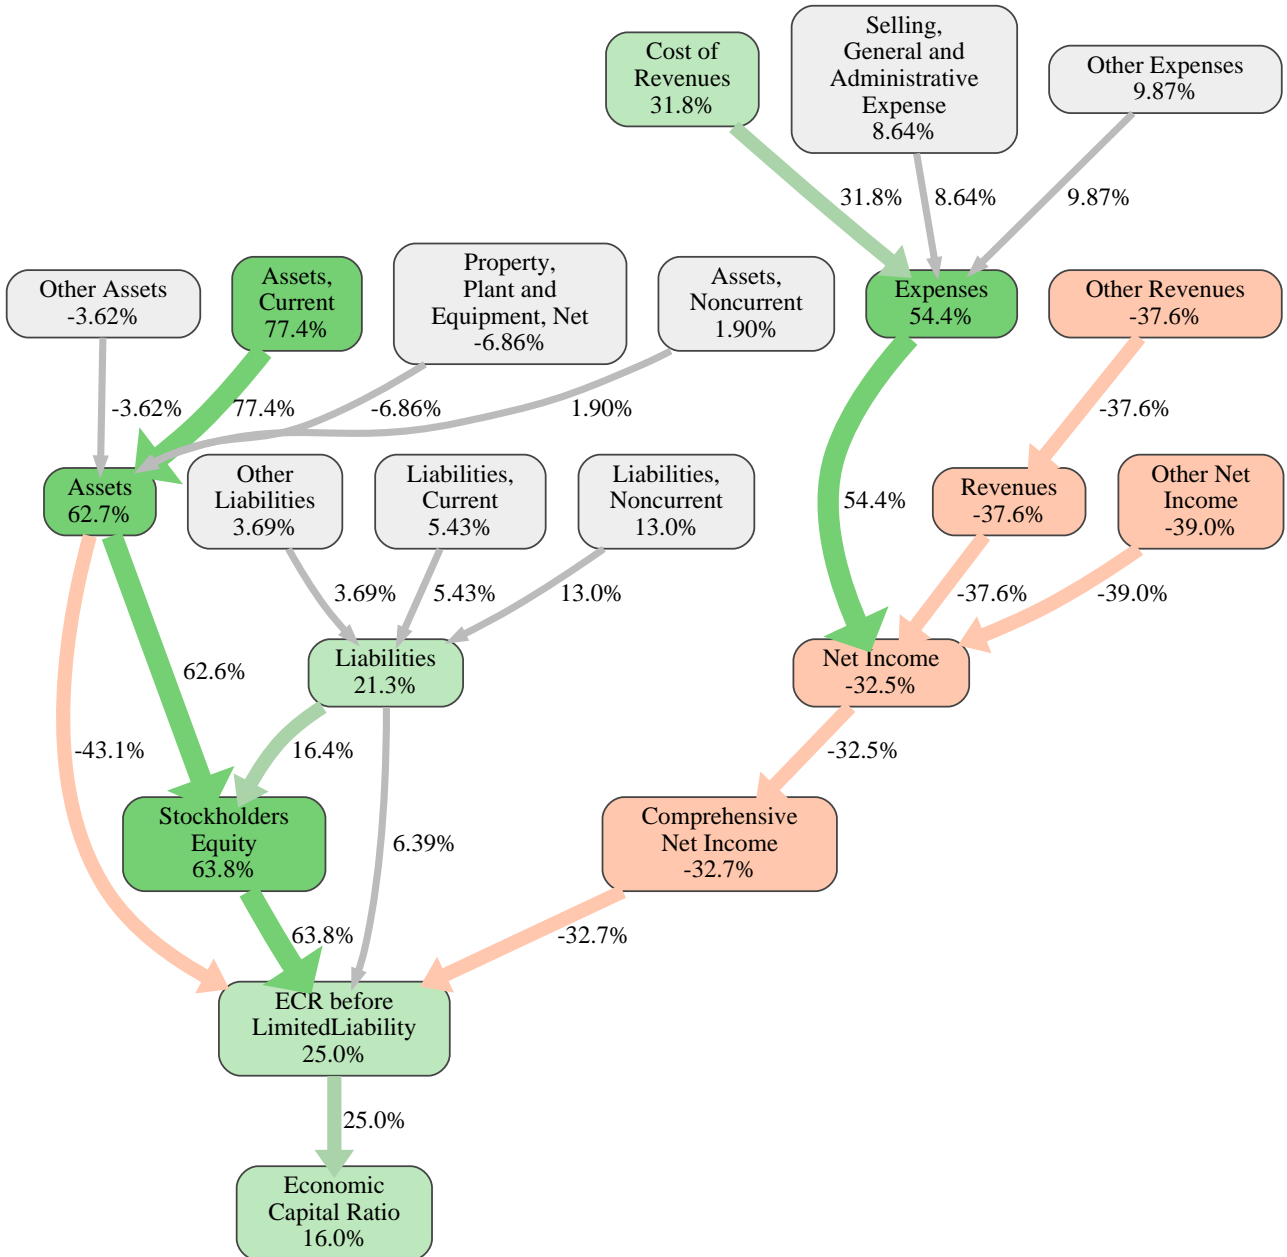 Cost of
Revenues
31.8%
Selling,
General and
Administrative
Expense
8.64%
Other Expenses
9.87%
31.8%
8.64%
9.87%
Other Assets
-3.62%
Assets,
Current
77.4%
Property,
Plant and
Equipment, Net
-6.86%
Assets,
Noncurrent
1.90%
Expenses
54.4%
Other Revenues
-37.6%
-3.62%
77.4%
-6.86%
1.90%
-37.6%
Assets
62.7%
Other
Liabilities
3.69%
Liabilities,
Current
5.43%
Liabilities,
Noncurrent
13.0%
54.4%
Revenues
-37.6%
Other Net
Income
-39.0%
3.69%
5.43%
13.0%
-37.6%
-39.0%
62.6%
Liabilities
21.3%
Net Income
-32.5%
-43.1%
16.4%
-32.5%
Stockholders
Equity
63.8%
6.39%
Comprehensive
Net Income
-32.7%
63.8%
-32.7%
ECR before
LimitedLiability
25.0%
25.0%
Economic
Capital Ratio
16.0%